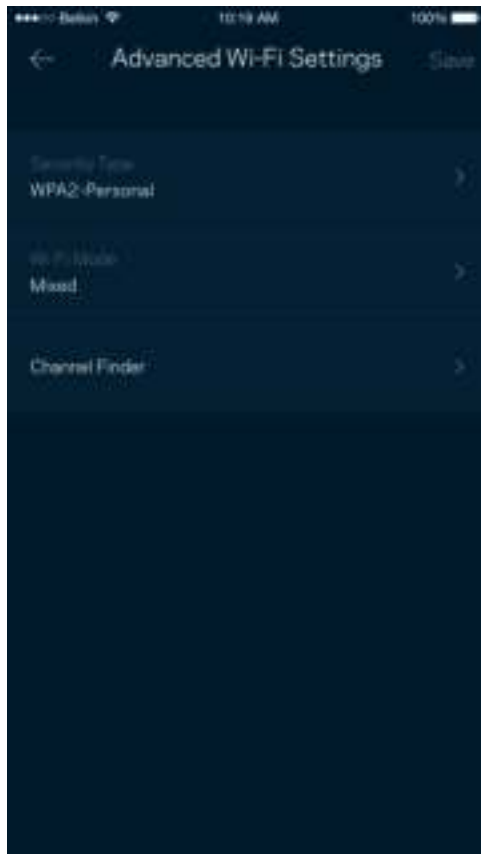 Belkin 10:19 AM 100%
Advanced Wi-Fi Settings Save
Security Type
WPA2-Personal
Wi-Fi Mode
Mixed
Channel Finder